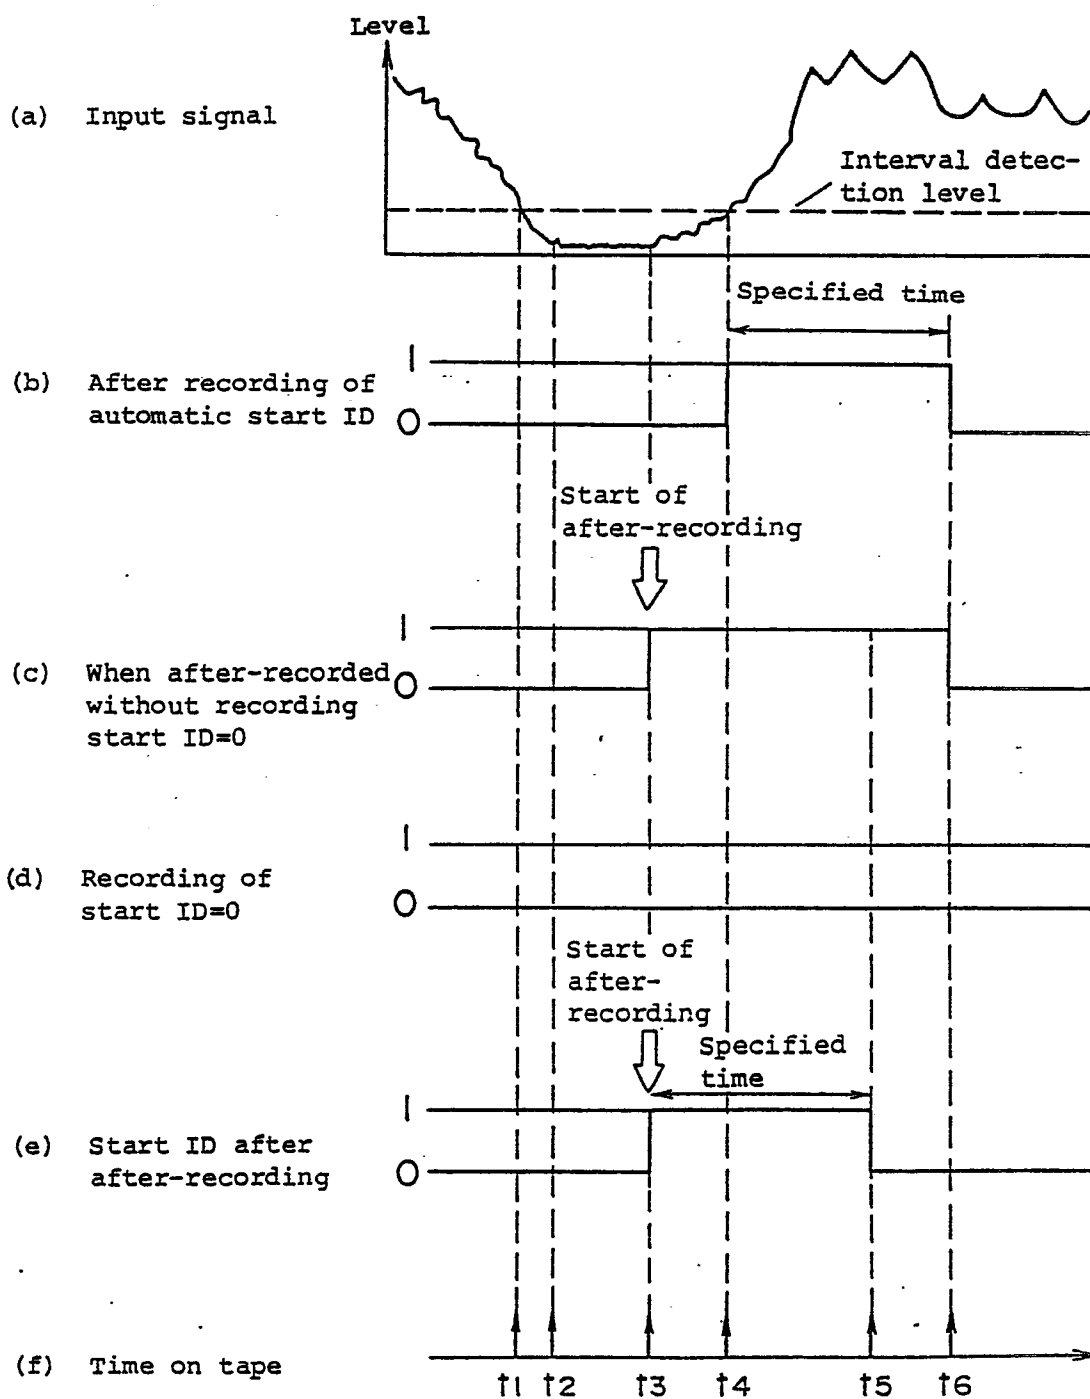 Level
(a) Input signal
Interval detec-
tion level
Specified time
1
(b) After recording of
automatic start ID
0
Start of
after-recording
1
(c) When after-recorded
without recording
start ID=0
0
1
(d) Recording of
start ID=0
0
Start of
after-
recording
Specified
time
1
(e) Start ID after
after-recording
0
(f) Time on tape
t1 t2 t3 t4 t5 t6